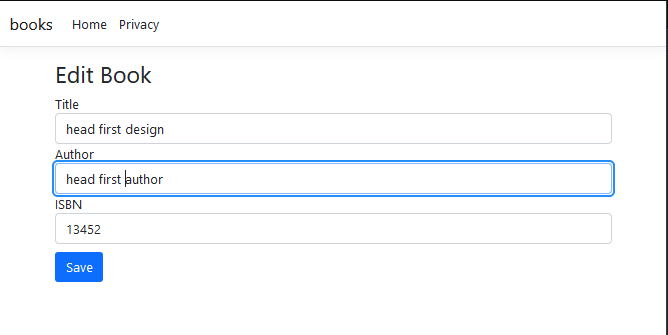 books Home Privacy
Edit Book
Title
head first design
Author
head first author
ISBN
13452
Save